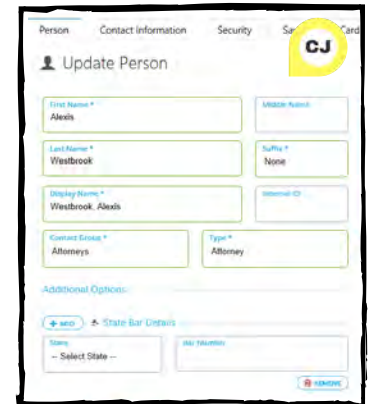 Person Contact Information Security Card
CJ
Update Person
First Name * Middle Name
Alexis
Last Name * Suffix *
Westbrook None
Display Name * Internal ID
Westbrook, Alexis
Contact Group * Type *
Attorneys Attorney
Additional Options
+ ADD State Bar Details
State Bar Number
-- Select State --
REMOVE